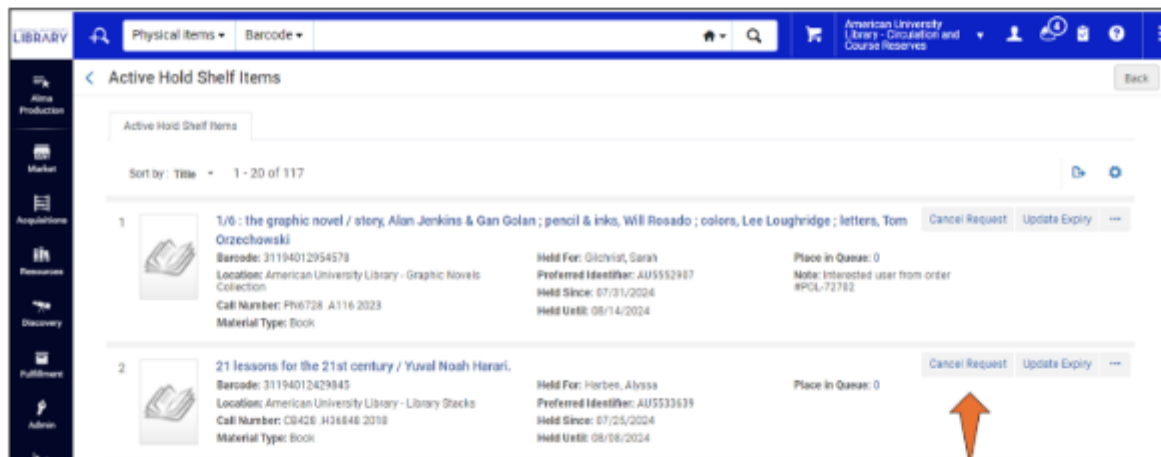 LIBRARY
Physical items
Barcode
American University
Library - Circulation and
Course Reserves
4
Active Hold Shelf Items
Back
Alma
Production
Active Hold Shelf Items
Market
Sort by: Title 1 - 20 of 117
Acquisitions
1
1/6 : the graphic novel / story, Alan Jenkins & Gan Golan ; pencil & inks, Will Rosado ; colors, Lee Loughridge ; letters, Tom
Orzechowski
Cancel Request Update Expiry ...
Barcode: 31194012954578
Location: American University Library - Graphic Novels
Collection
Call Number: PN6728 .A116 2023
Material Type: Book
Held For: Gilchrist, Sarah
Preferred Identifier: AU5552907
Held Since: 07/31/2024
Held Until: 08/14/2024
Place in Queue: 0
Note: Interested user from order
#POL-72782
Resources
Discovery
2
21 lessons for the 21st century / Yuval Noah Harari.
Cancel Request Update Expiry ...
Barcode: 31194012429845
Location: American University Library - Library Stacks
Call Number: CB428 .H36848 2018
Material Type: Book
Held For: Harben, Alyssa
Preferred Identifier: AU5533639
Held Since: 07/25/2024
Held Until: 08/08/2024
Place in Queue: 0
Fulfillment
Admin